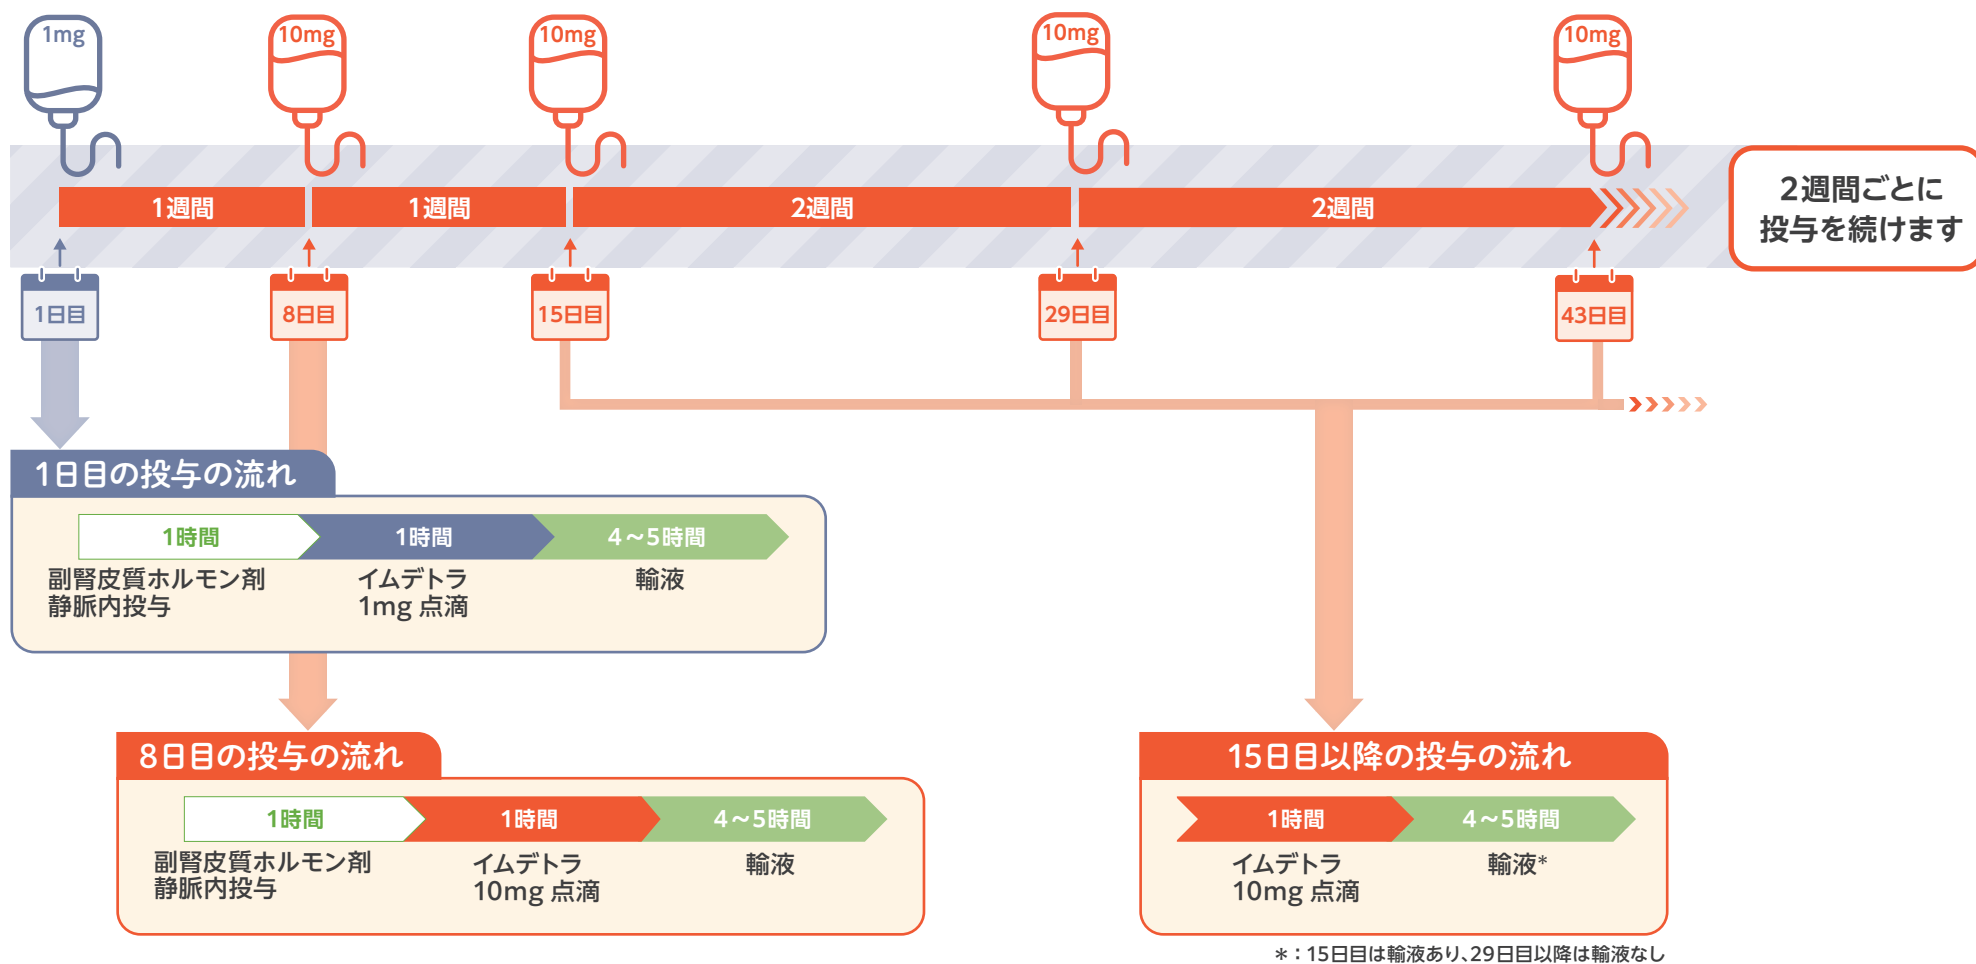 1mg
10mg
10mg
10mg
10mg
1週間
1週間
2週間
2週間
2週間ごとに
投与を続けます
1日目
8日目
15日目
29日目
43日目
1日目の投与の流れ
1時間
1時間
4~5時間
副腎皮質ホルモン剤
静脈内投与
イムデトラ
1mg 点滴
輸液
8日目の投与の流れ
1時間
1時間
4~5時間
副腎皮質ホルモン剤
静脈内投与
イムデトラ
10mg 点滴
輸液
15日目以降の投与の流れ
1時間
4~5時間
イムデトラ
10mg 点滴
輸液*
*:15日目は輸液あり、29日目以降は輸液なし